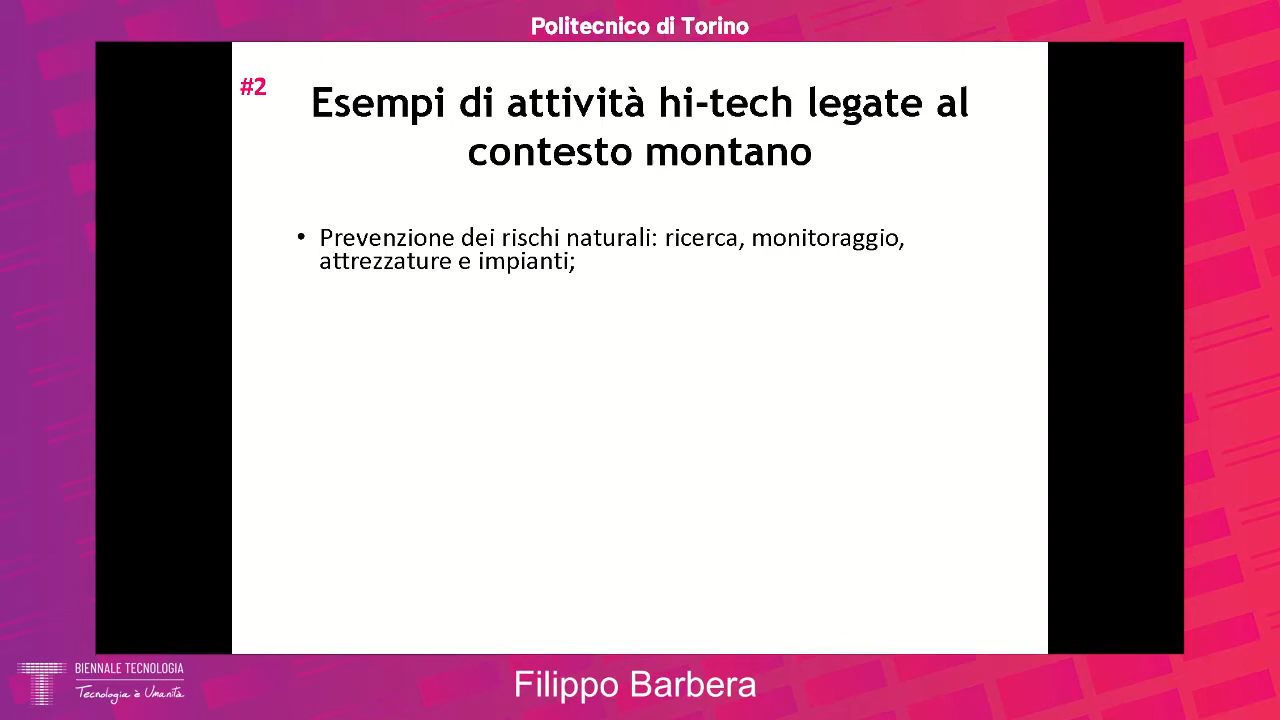 Politecnico di Torino
#2
Esempi di attività hi-tech legate al
contesto montano
• Prevenzione dei rischi naturali: ricerca, monitoraggio,
attrezzature e impianti;
BIENNALE TECNOLOGIA
Tecnologia è Umanità
Filippo Barbera